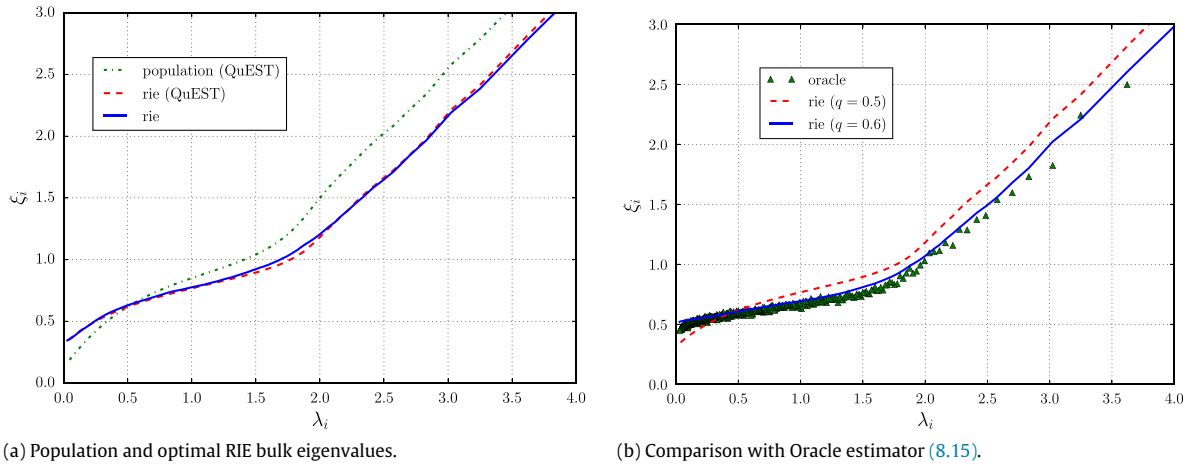 3.0
2.5
2.0
1.5
1.0
0.5
0.0
ξᵢ
population (QuEST)
rie (QuEST)
rie
0.0 0.5 1.0 1.5 2.0 2.5 3.0 3.5 4.0
λᵢ
(a) Population and optimal RIE bulk eigenvalues.
3.0
2.5
2.0
1.5
1.0
0.5
0.0
ξᵢ
oracle
rie (q = 0.5)
rie (q = 0.6)
0.0 0.5 1.0 1.5 2.0 2.5 3.0 3.5 4.0
λᵢ
(b) Comparison with Oracle estimator (8.15).